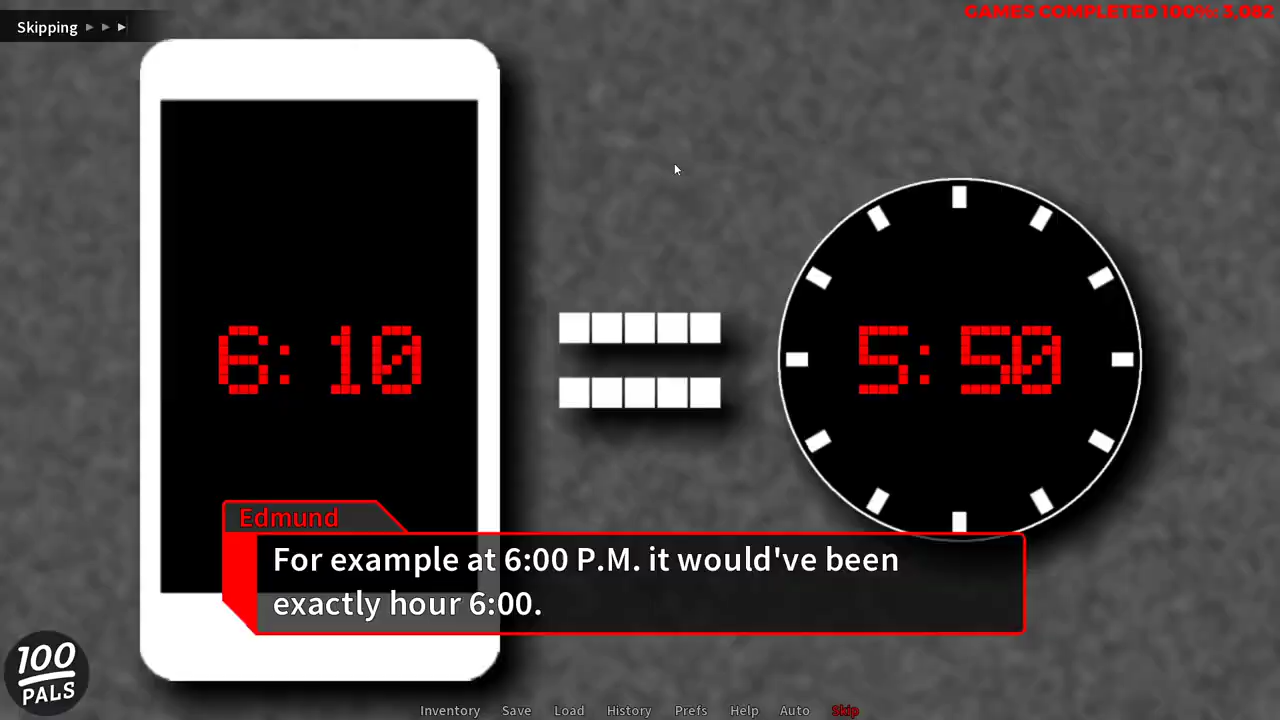 Skipping
GAMES COMPLETED 100%: 3,082
6:10
5:50
Edmund
For example at 6:00 P.M. it would've been
exactly hour 6:00.
100
PALS
Inventory Save Load History Prefs Help Auto Skip